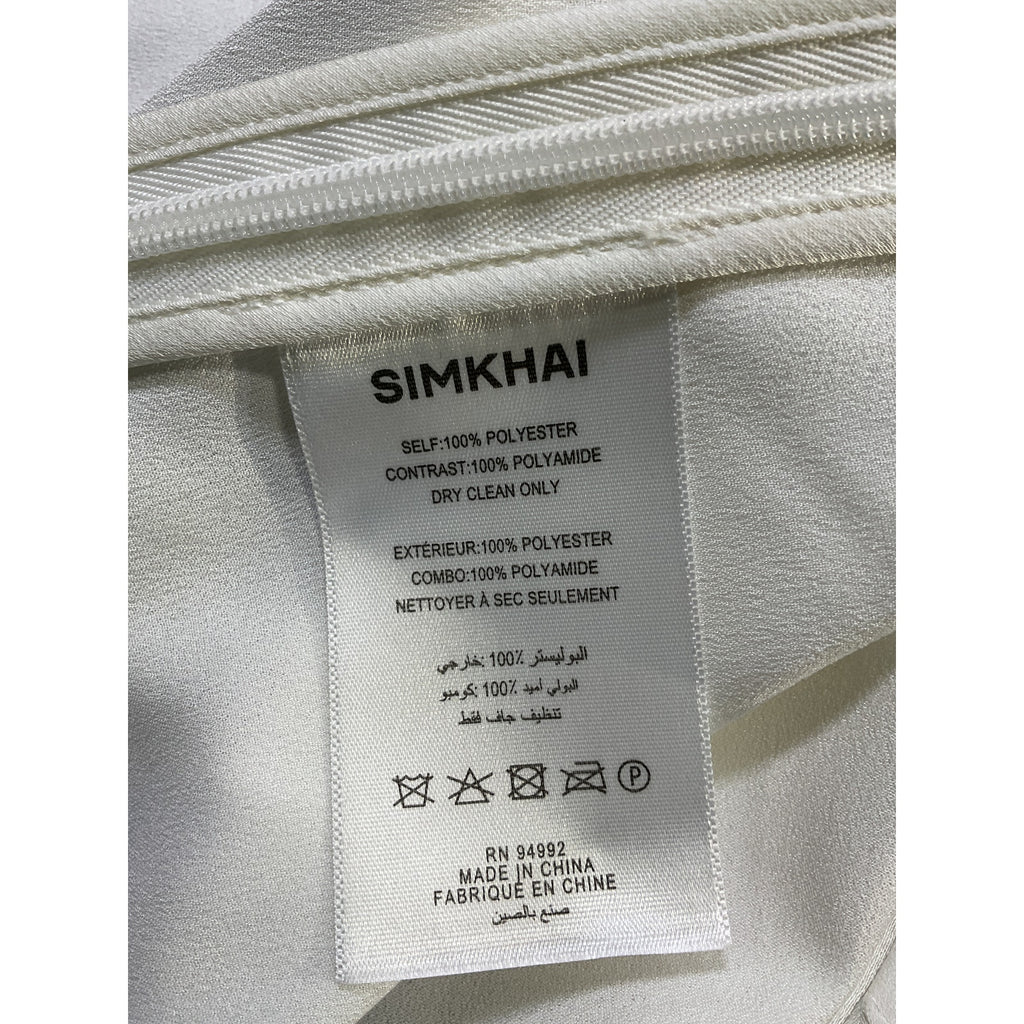 SIMKHAI
SELF:100% POLYESTER
CONTRAST:100% POLYAMIDE
DRY CLEAN ONLY
EXTÉRIEUR:100% POLYESTER
COMBO:100% POLYAMIDE
NETTOYER À SEC SEULEMENT
البوليستر 100٪ :خارجي
البولي أميد 100٪ :كومبو
تنظيف جاف فقط
P
RN 94992
MADE IN CHINA
FABRIQUÉ EN CHINE
صنع بالصين